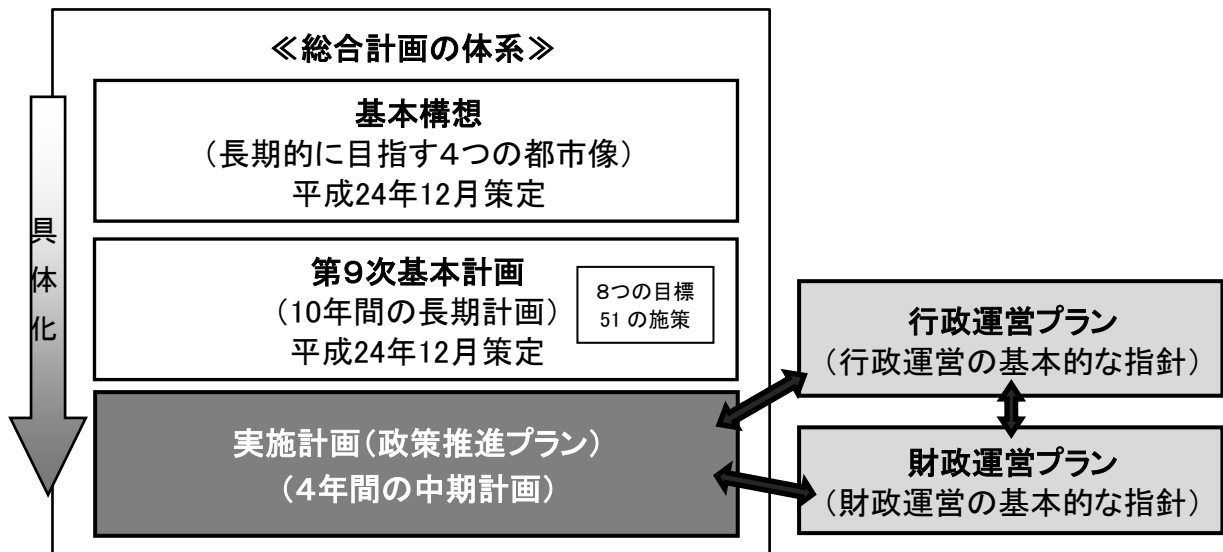 ≪総合計画の体系≫
基本構想
（長期的に目指す４つの都市像）
平成24年12月策定
具体化
第９次基本計画
（10年間の長期計画）
平成24年12月策定
８つの目標
51 の施策
実施計画（政策推進プラン）
（４年間の中期計画）
行政運営プラン
（行政運営の基本的な指針）
財政運営プラン
（財政運営の基本的な指針）